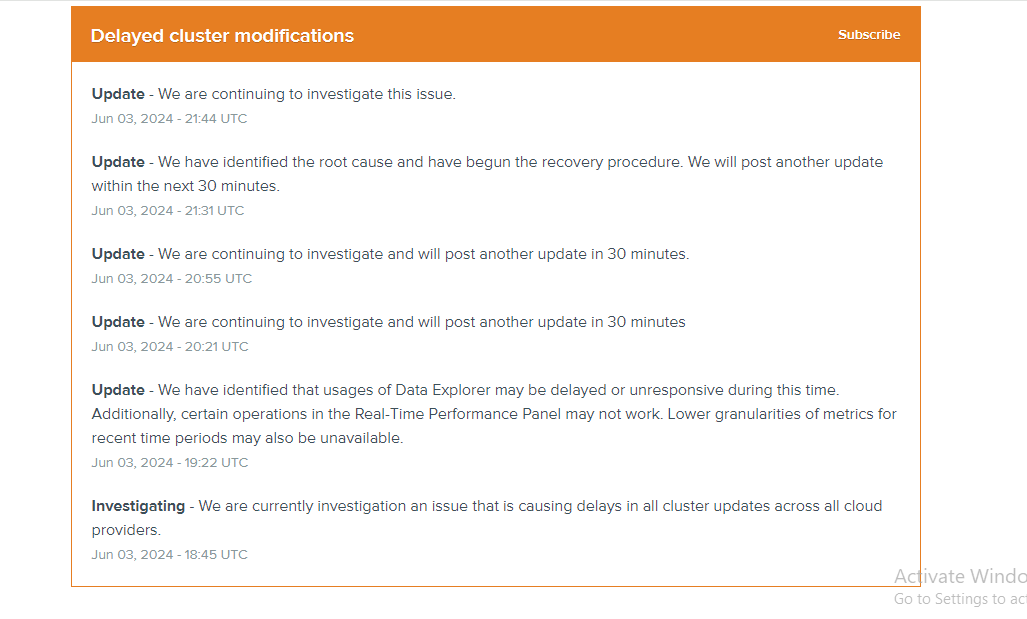 Delayed cluster modifications
Subscribe
Update - We are continuing to investigate this issue.
Jun 03, 2024 - 21:44 UTC
Update - We have identified the root cause and have begun the recovery procedure. We will post another update
within the next 30 minutes.
Jun 03, 2024 - 21:31 UTC
Update - We are continuing to investigate and will post another update in 30 minutes.
Jun 03, 2024 - 20:55 UTC
Update - We are continuing to investigate and will post another update in 30 minutes
Jun 03, 2024 - 20:21 UTC
Update - We have identified that usages of Data Explorer may be delayed or unresponsive during this time.
Additionally, certain operations in the Real-Time Performance Panel may not work. Lower granularities of metrics for
recent time periods may also be unavailable.
Jun 03, 2024 - 19:22 UTC
Investigating - We are currently investigation an issue that is causing delays in all cluster updates across all cloud
providers.
Jun 03, 2024 - 18:45 UTC
Activate Windo
Go to Settings to act